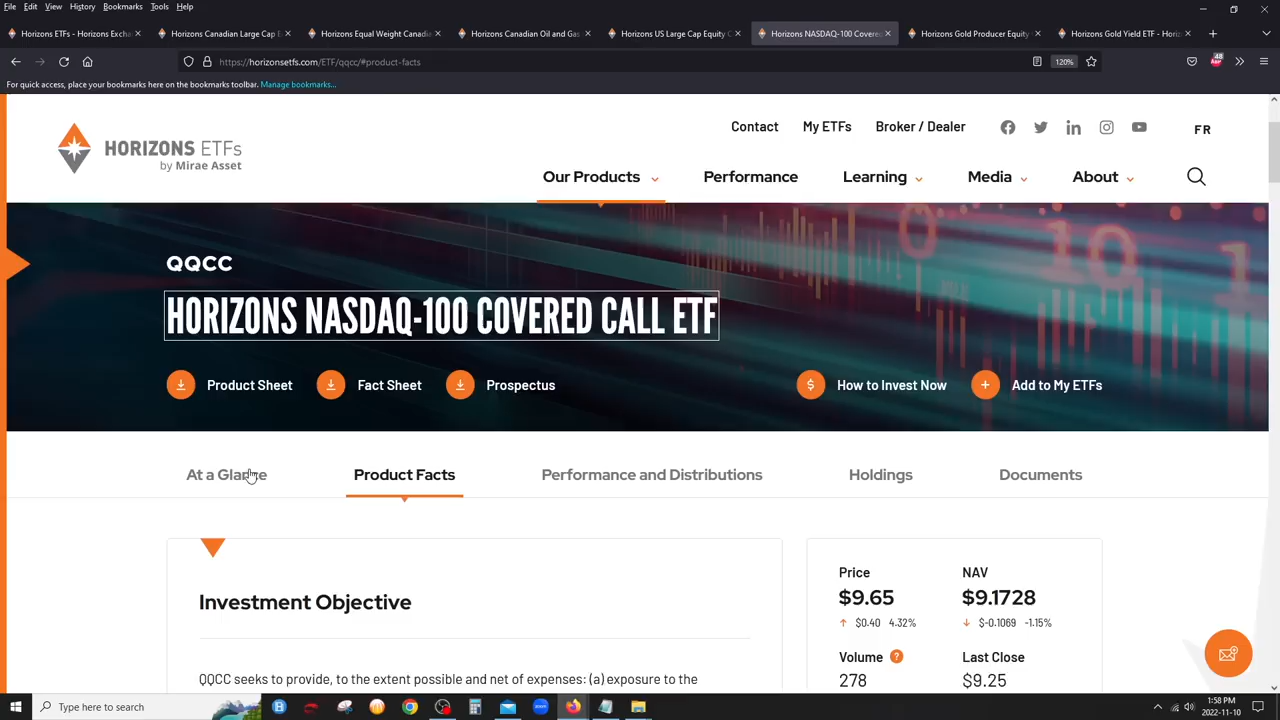 File Edit View History Bookmarks Tools Help
Horizons ETFs - Horizons Excha
Horizons Canadian Large Cap E
Horizons Equal Weight Canadia
Horizons Canadian Oil and Gas
Horizons US Large Cap Equity C
Horizons NASDAQ-100 Covere
Horizons Gold Producer Equity
Horizons Gold Yield ETF - Horiz
https://horizonsetfs.com/ETF/qqcc/#product-facts
120%
For quick access, place your bookmarks here on the bookmarks toolbar. Manage bookmarks...
Contact My ETFs Broker / Dealer FR
HORIZONS ETFs
by Mirae Asset
Our Products Performance Learning Media About
QQCC
HORIZONS NASDAQ-100 COVERED CALL ETF
Product Sheet Fact Sheet Prospectus $ How to Invest Now + Add to My ETFs
At a Glance Product Facts Performance and Distributions Holdings Documents
Investment Objective
QQCC seeks to provide, to the extent possible and net of expenses: (a) exposure to the
Price NAV
$9.65 $9.1728
$0.40 4.32% $-0.1069 -1.15%
Volume ? Last Close
278 $9.25
Type here to search
1:58 PM
2022-11-10